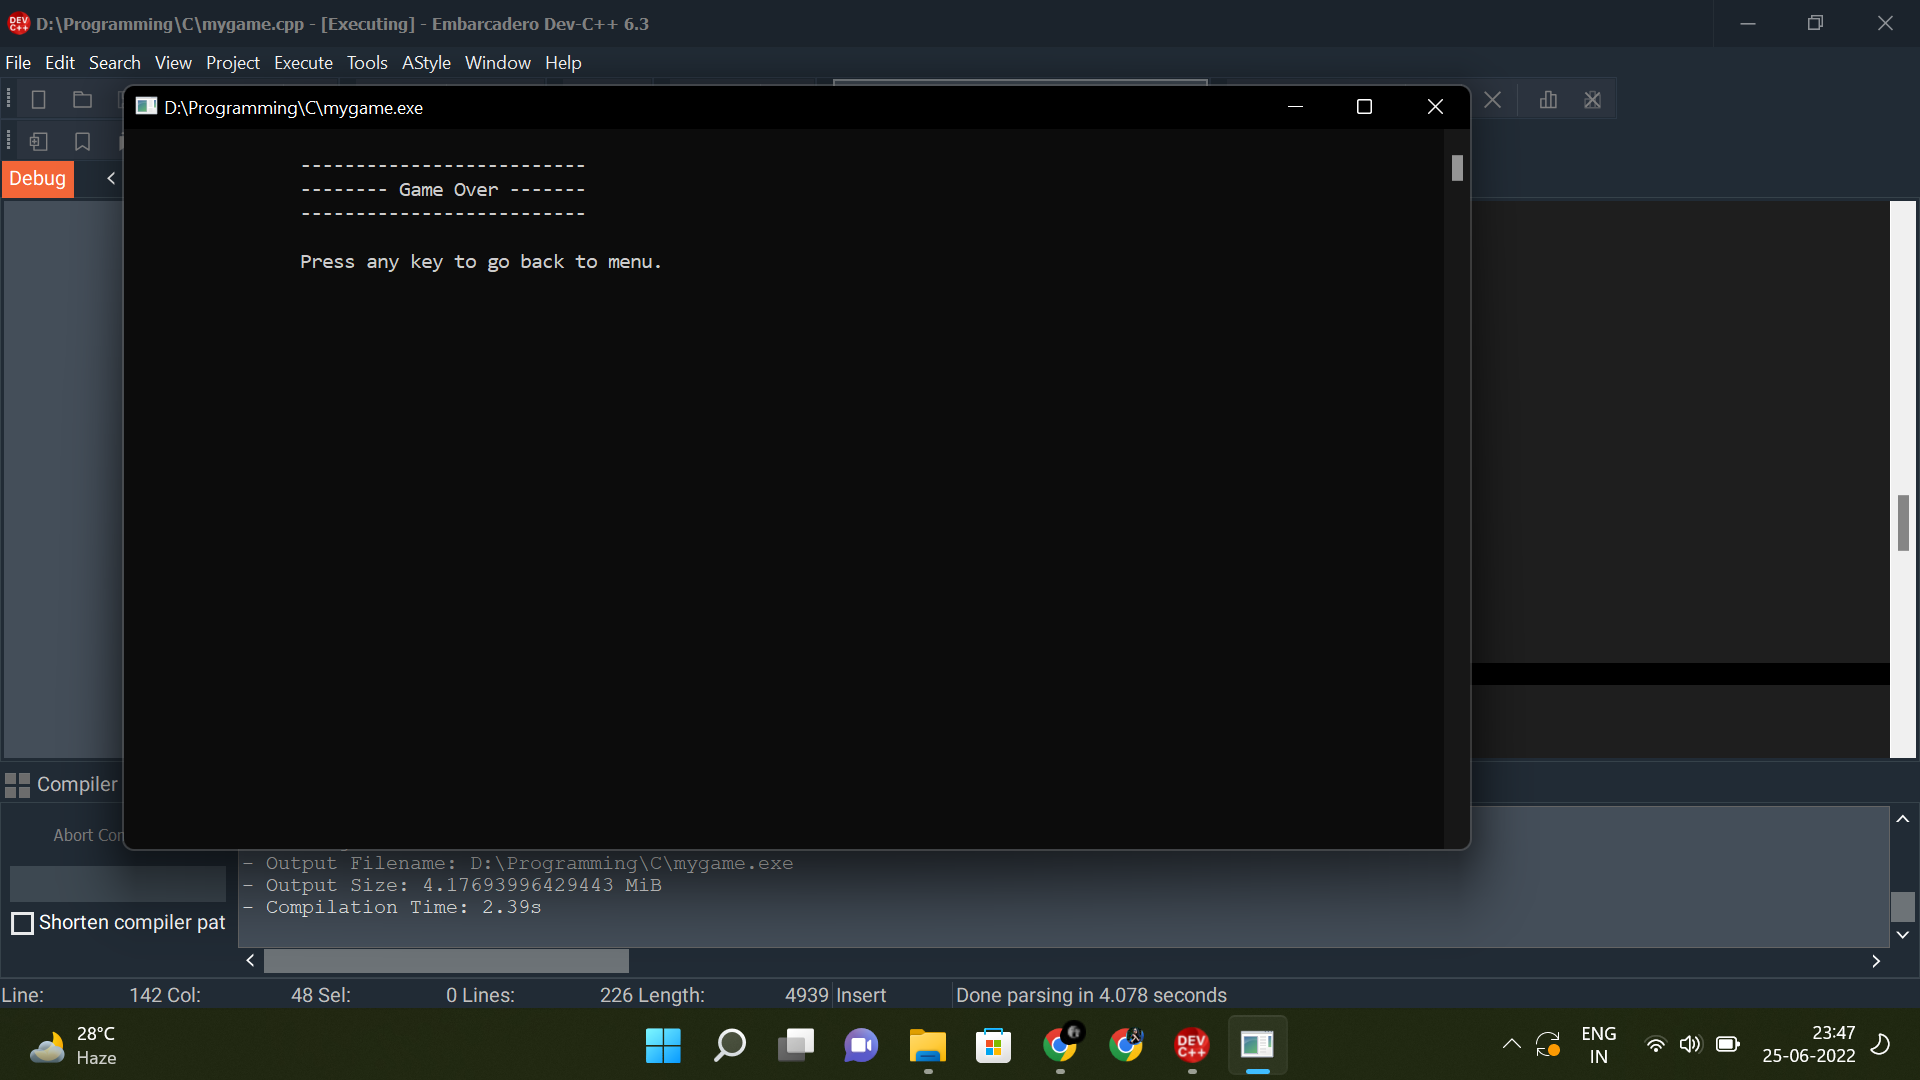 D:\Programming\C\mygame.cpp - [Executing] - Embarcadero Dev-C++ 6.3
File Edit Search View Project Execute Tools AStyle Window Help
D:\Programming\C\mygame.exe
Debug
--------------------------
-------- Game Over -------
--------------------------
Press any key to go back to menu.
Compiler
Abort Con
- Output Filename: D:\Programming\C\mygame.exe
- Output Size: 4.17693996429443 MiB
- Compilation Time: 2.39s
Shorten compiler pat
Line: 142 Col: 48 Sel: 0 Lines: 226 Length: 4939 Insert Done parsing in 4.078 seconds
28°C
Haze
DEV
C++
ENG
IN
23:47
25-06-2022